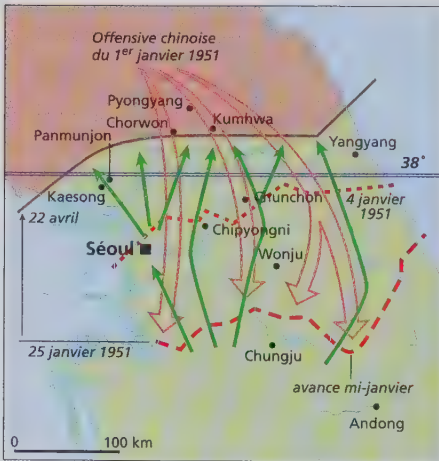 Offensive chinoise
du 1er janvier 1951
Pyongyang
Chorwon
Kumhwa
Panmunjon
Yangyang
38°
Kaesong
Chunchon
4 janvier
1951
22 avril
Chipyongni
Séoul
Wonju
25 janvier 1951
Chungju
avance mi-janvier
Andong
0
100 km